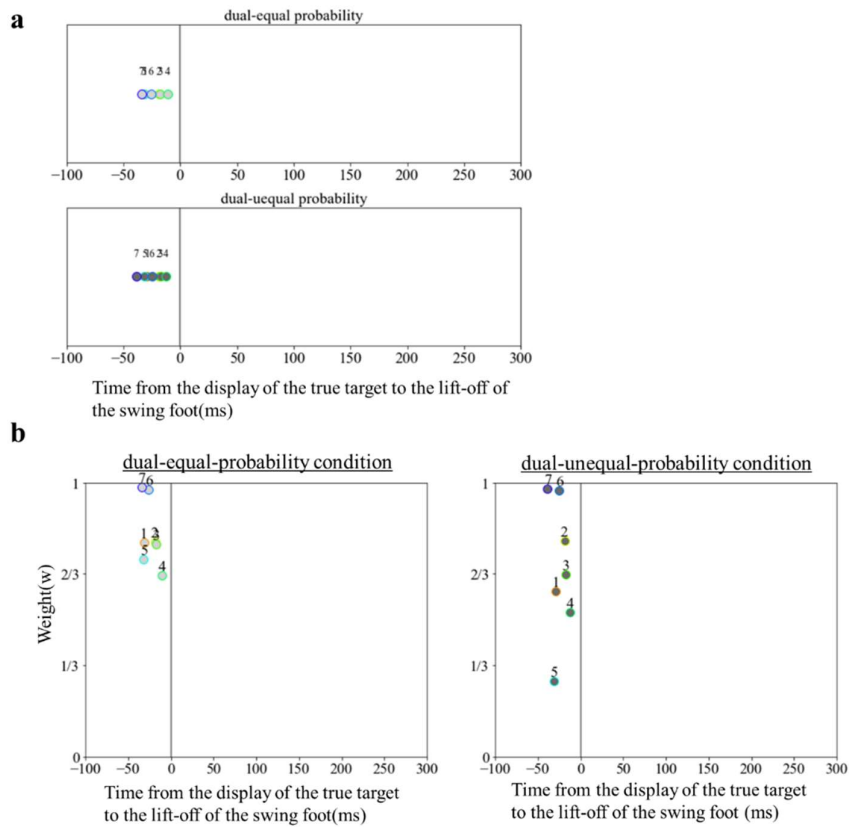 a
dual-equal probability
6 4
−100 −50 0 50 100 150 200 250 300
dual-uequal probability
7 6 4
−100 −50 0 50 100 150 200 250 300
Time from the display of the true target to the lift-off of
the swing foot(ms)
b
dual-equal-probability condition
dual-unequal-probability condition
1
76
1 2
5
4
2/3
1/3
0
Weight(w)
−100 −50 0 50 100 150 200 250 300
Time from the display of the true target
to the lift-off of the swing foot(ms)
1
7 6
2
3
1
4
5
2/3
1/3
0
−100 −50 0 50 100 150 200 250 300
Time from the display of the true target
to the lift-off of the swing foot (ms)